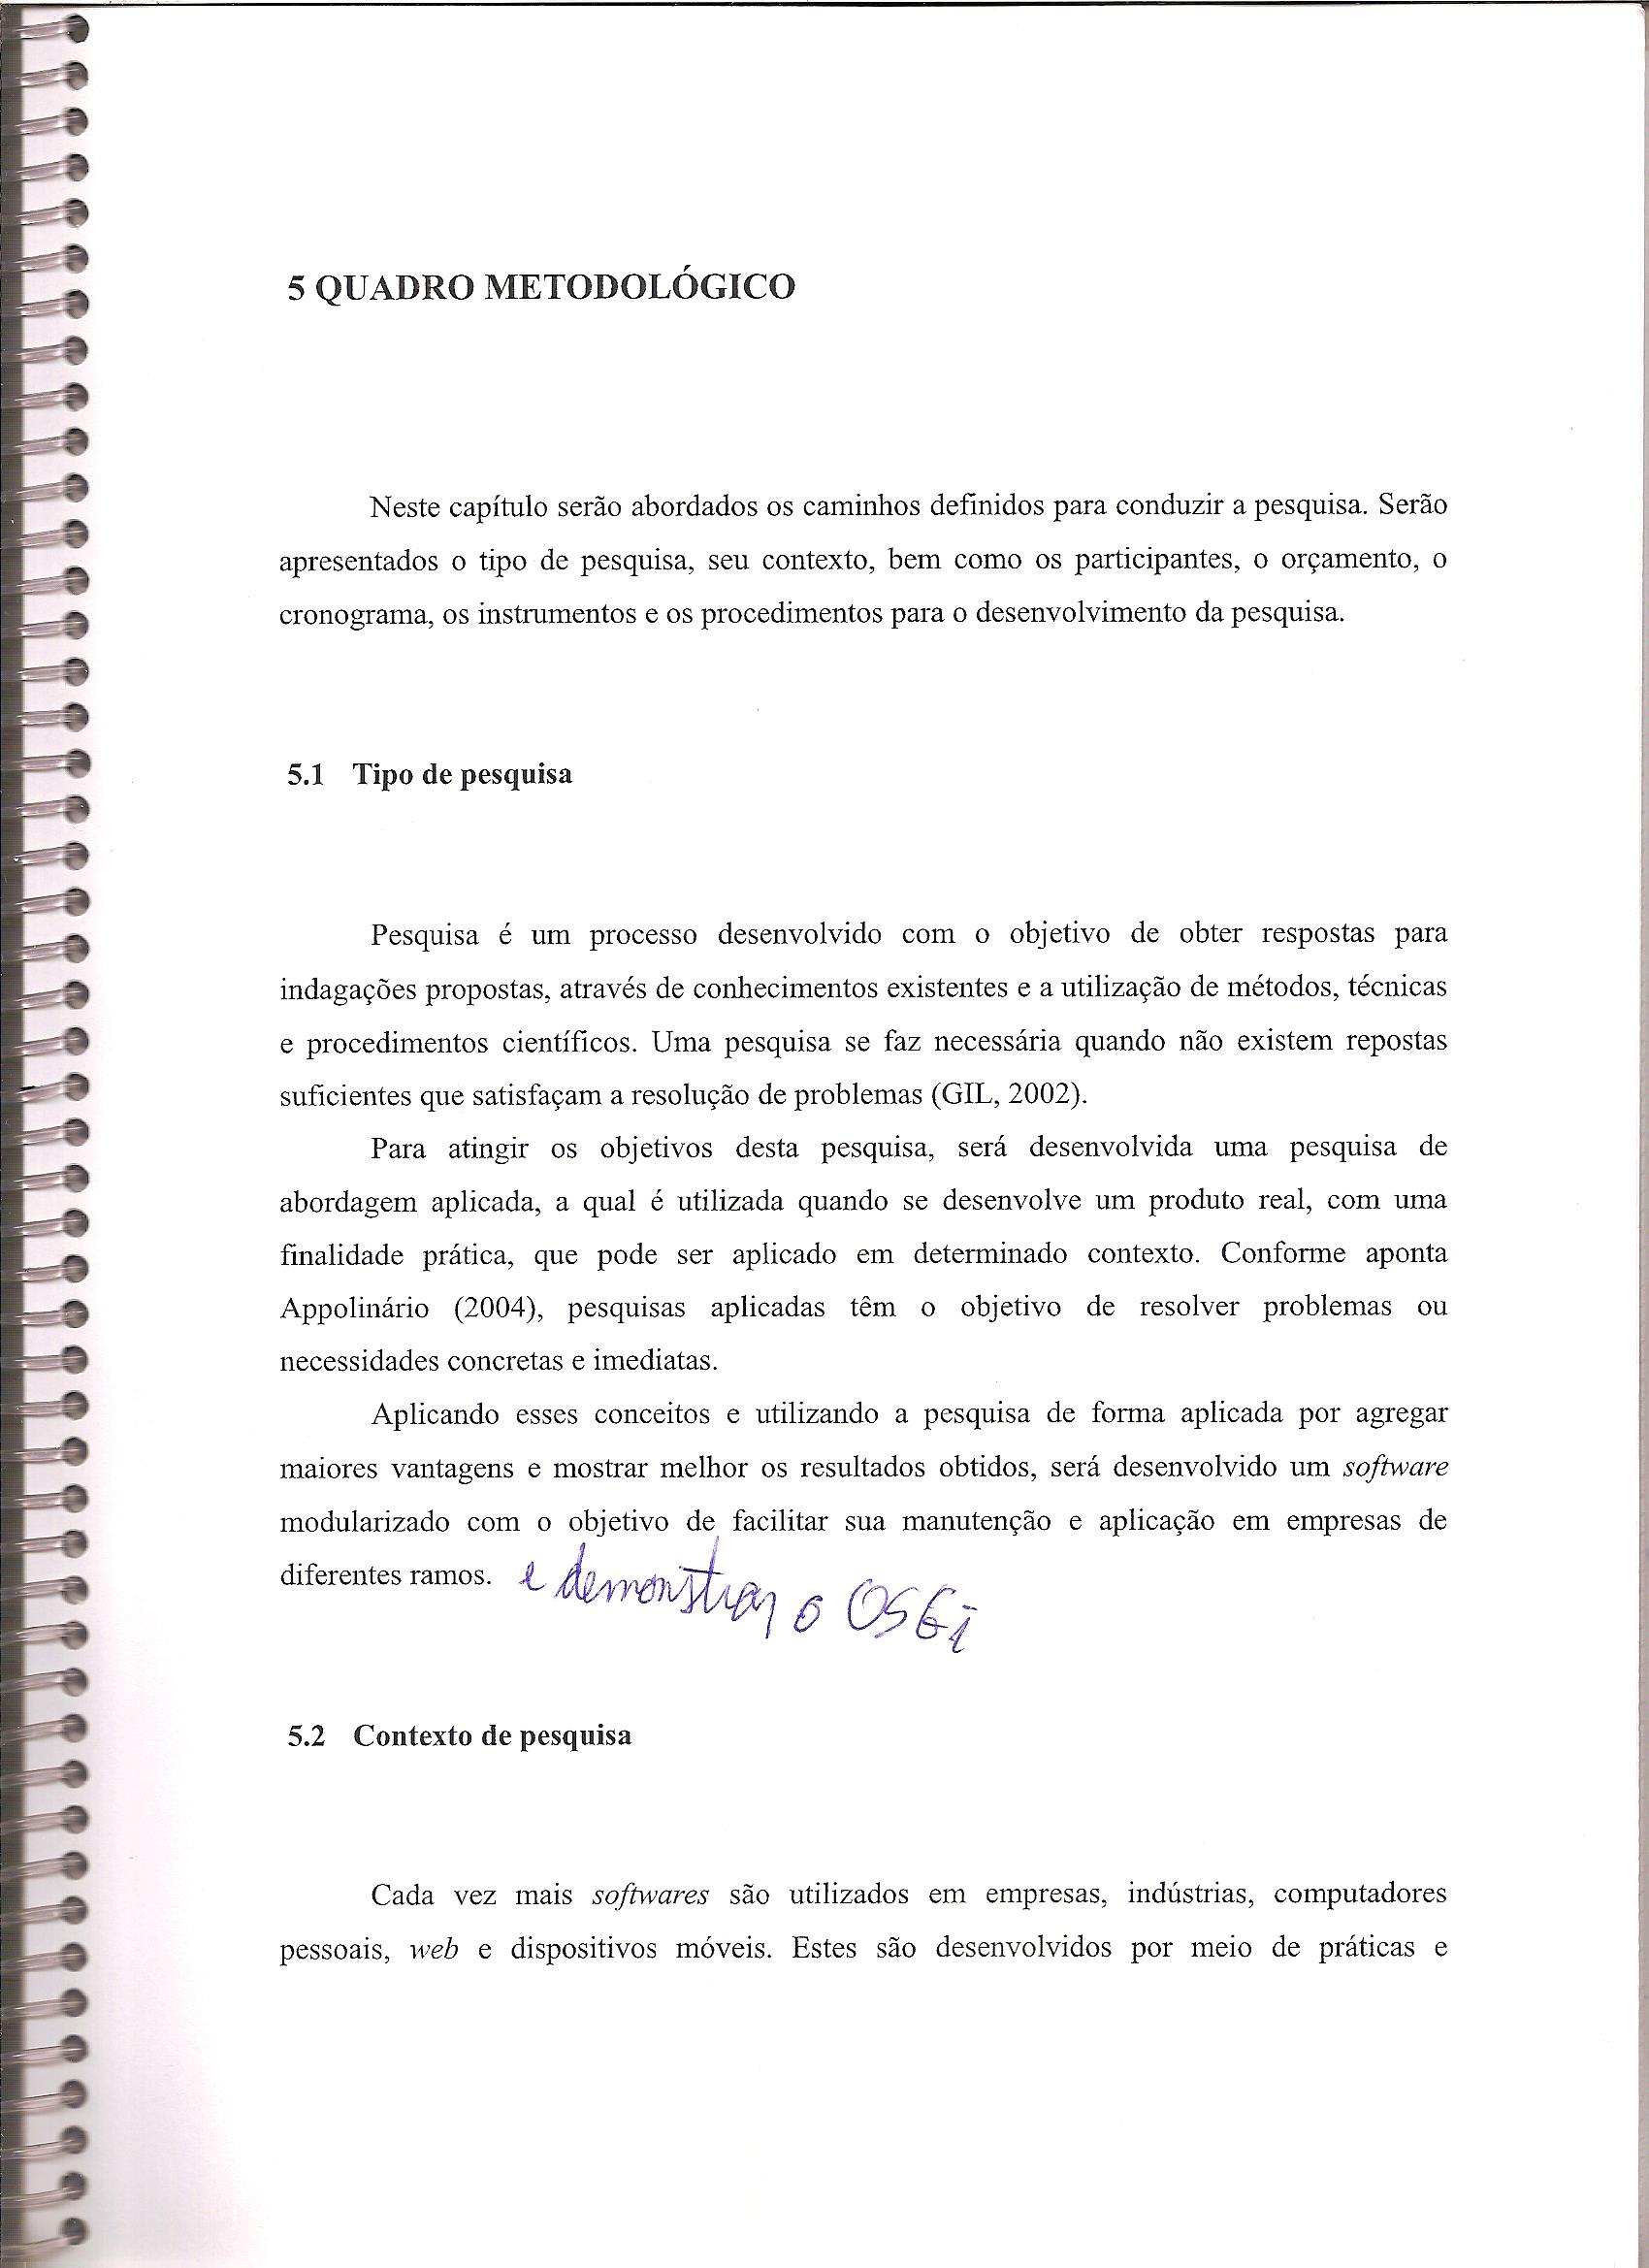 5 QUADRO METODOLÓGICO
Neste capítulo serão abordados os caminhos definidos para conduzir a pesquisa. Serão
apresentados o tipo de pesquisa, seu contexto, bem como os participantes, o orçamento, o
cronograma, os instrumentos e os procedimentos para o desenvolvimento da pesquisa.
5.1 Tipo de pesquisa
Pesquisa é um processo desenvolvido com o objetivo de obter respostas para
indagações propostas, através de conhecimentos existentes e a utilização de métodos, técnicas
e procedimentos científicos. Uma pesquisa se faz necessária quando não existem repostas
suficientes que satisfaçam a resolução de problemas (GIL, 2002).
Para atingir os objetivos desta pesquisa, será desenvolvida uma pesquisa de
abordagem aplicada, a qual é utilizada quando se desenvolve um produto real, com uma
finalidade prática, que pode ser aplicado em determinado contexto. Conforme aponta
Appolinário (2004), pesquisas aplicadas têm o objetivo de resolver problemas ou
necessidades concretas e imediatas.
Aplicando esses conceitos e utilizando a pesquisa de forma aplicada por agregar
maiores vantagens e mostrar melhor os resultados obtidos, será desenvolvido um software
modularizado com o objetivo de facilitar sua manutenção e aplicação em empresas de
diferentes ramos. e demonstrar o OSGi
5.2 Contexto de pesquisa
Cada vez mais softwares são utilizados em empresas, indústrias, computadores
pessoais, web e dispositivos móveis. Estes são desenvolvidos por meio de práticas e